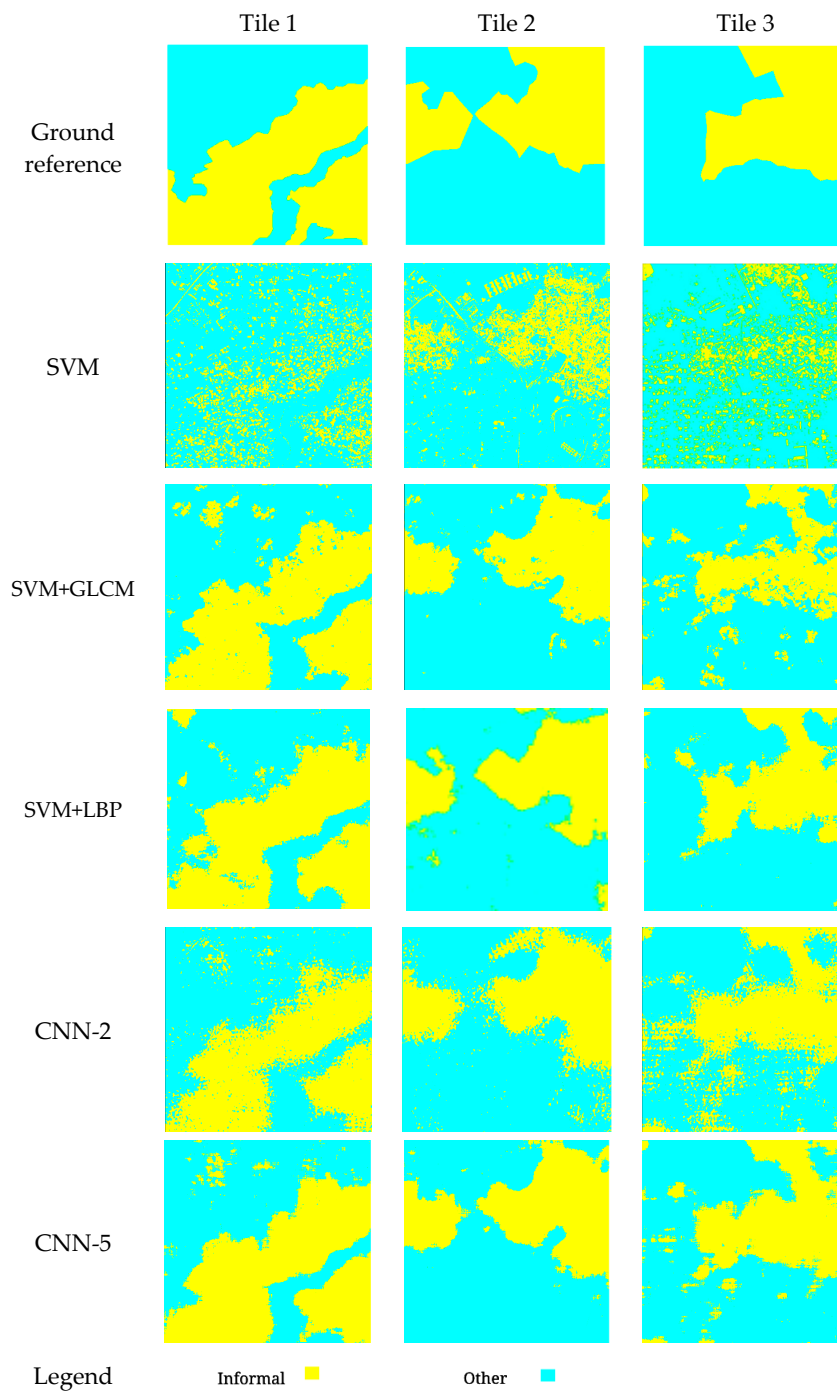 Tile 1 Tile 2 Tile 3
Ground
reference
SVM
SVM+GLCM
SVM+LBP
CNN-2
CNN-5
Legend Informal Other